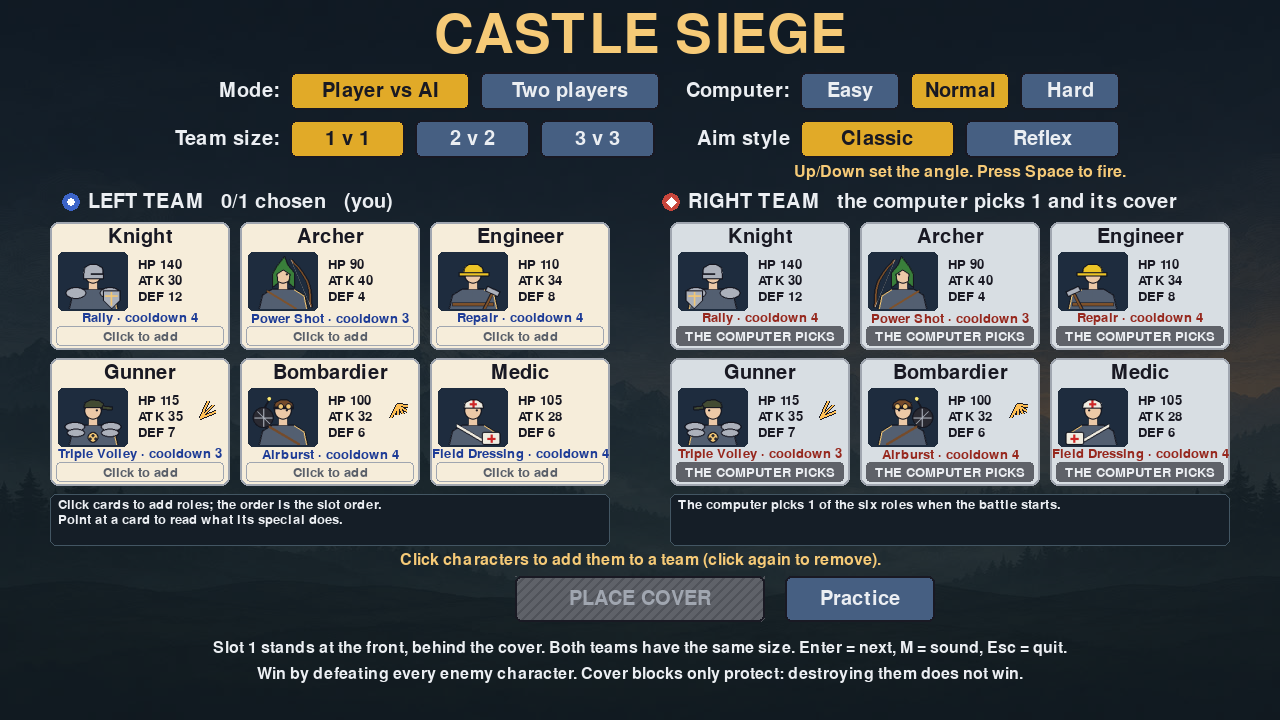 CASTLE SIEGE
Mode: Player vs AI Two players Computer: Easy Normal Hard
Team size: 1 v 1 2 v 2 3 v 3 Aim style Classic Reflex
Up/Down set the angle. Press Space to fire.
LEFT TEAM 0/1 chosen (you) RIGHT TEAM the computer picks 1 and its cover
Knight Archer Engineer Knight Archer Engineer
HP 140 HP 90 HP 110 HP 140 HP 90 HP 110
ATK 30 ATK 40 ATK 34 ATK 30 ATK 40 ATK 34
DEF 12 DEF 4 DEF 8 DEF 12 DEF 4 DEF 8
Rally · cooldown 4 Power Shot · cooldown 3 Repair · cooldown 4 Rally · cooldown 4 Power Shot · cooldown 3 Repair · cooldown 4
Click to add Click to add Click to add THE COMPUTER PICKS THE COMPUTER PICKS THE COMPUTER PICKS
Gunner Bombardier Medic Gunner Bombardier Medic
HP 115 HP 100 HP 105 HP 115 HP 100 HP 105
ATK 35 ATK 32 ATK 28 ATK 35 ATK 32 ATK 28
DEF 7 DEF 6 DEF 6 DEF 7 DEF 6 DEF 6
Triple Volley · cooldown 3 Airburst · cooldown 4 Field Dressing · cooldown 4 Triple Volley · cooldown 3 Airburst · cooldown 4 Field Dressing · cooldown 4
Click to add Click to add Click to add THE COMPUTER PICKS THE COMPUTER PICKS THE COMPUTER PICKS
Click cards to add roles; the order is the slot order. The computer picks 1 of the six roles when the battle starts.
Point at a card to read what its special does.
Click characters to add them to a team (click again to remove).
PLACE COVER Practice
Slot 1 stands at the front, behind the cover. Both teams have the same size. Enter = next, M = sound, Esc = quit.
Win by defeating every enemy character. Cover blocks only protect: destroying them does not win.